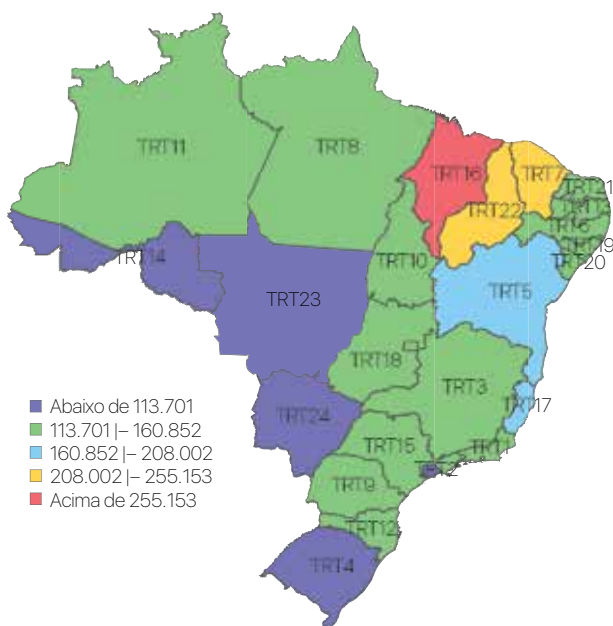 TRT11
TRT8
TRT16
TRT7
TRT21
TRT13
TRT22
TRT6
TRT19
TRT20
TRT14
TRT10
TRT23
TRT5
TRT18
TRT3
TRT17
TRT24
TRT15
TRT1
TRT2
TRT9
TRT12
TRT4
Abaixo de 113.701
113.701 |– 160.852
160.852 |– 208.002
208.002 |– 255.153
Acima de 255.153